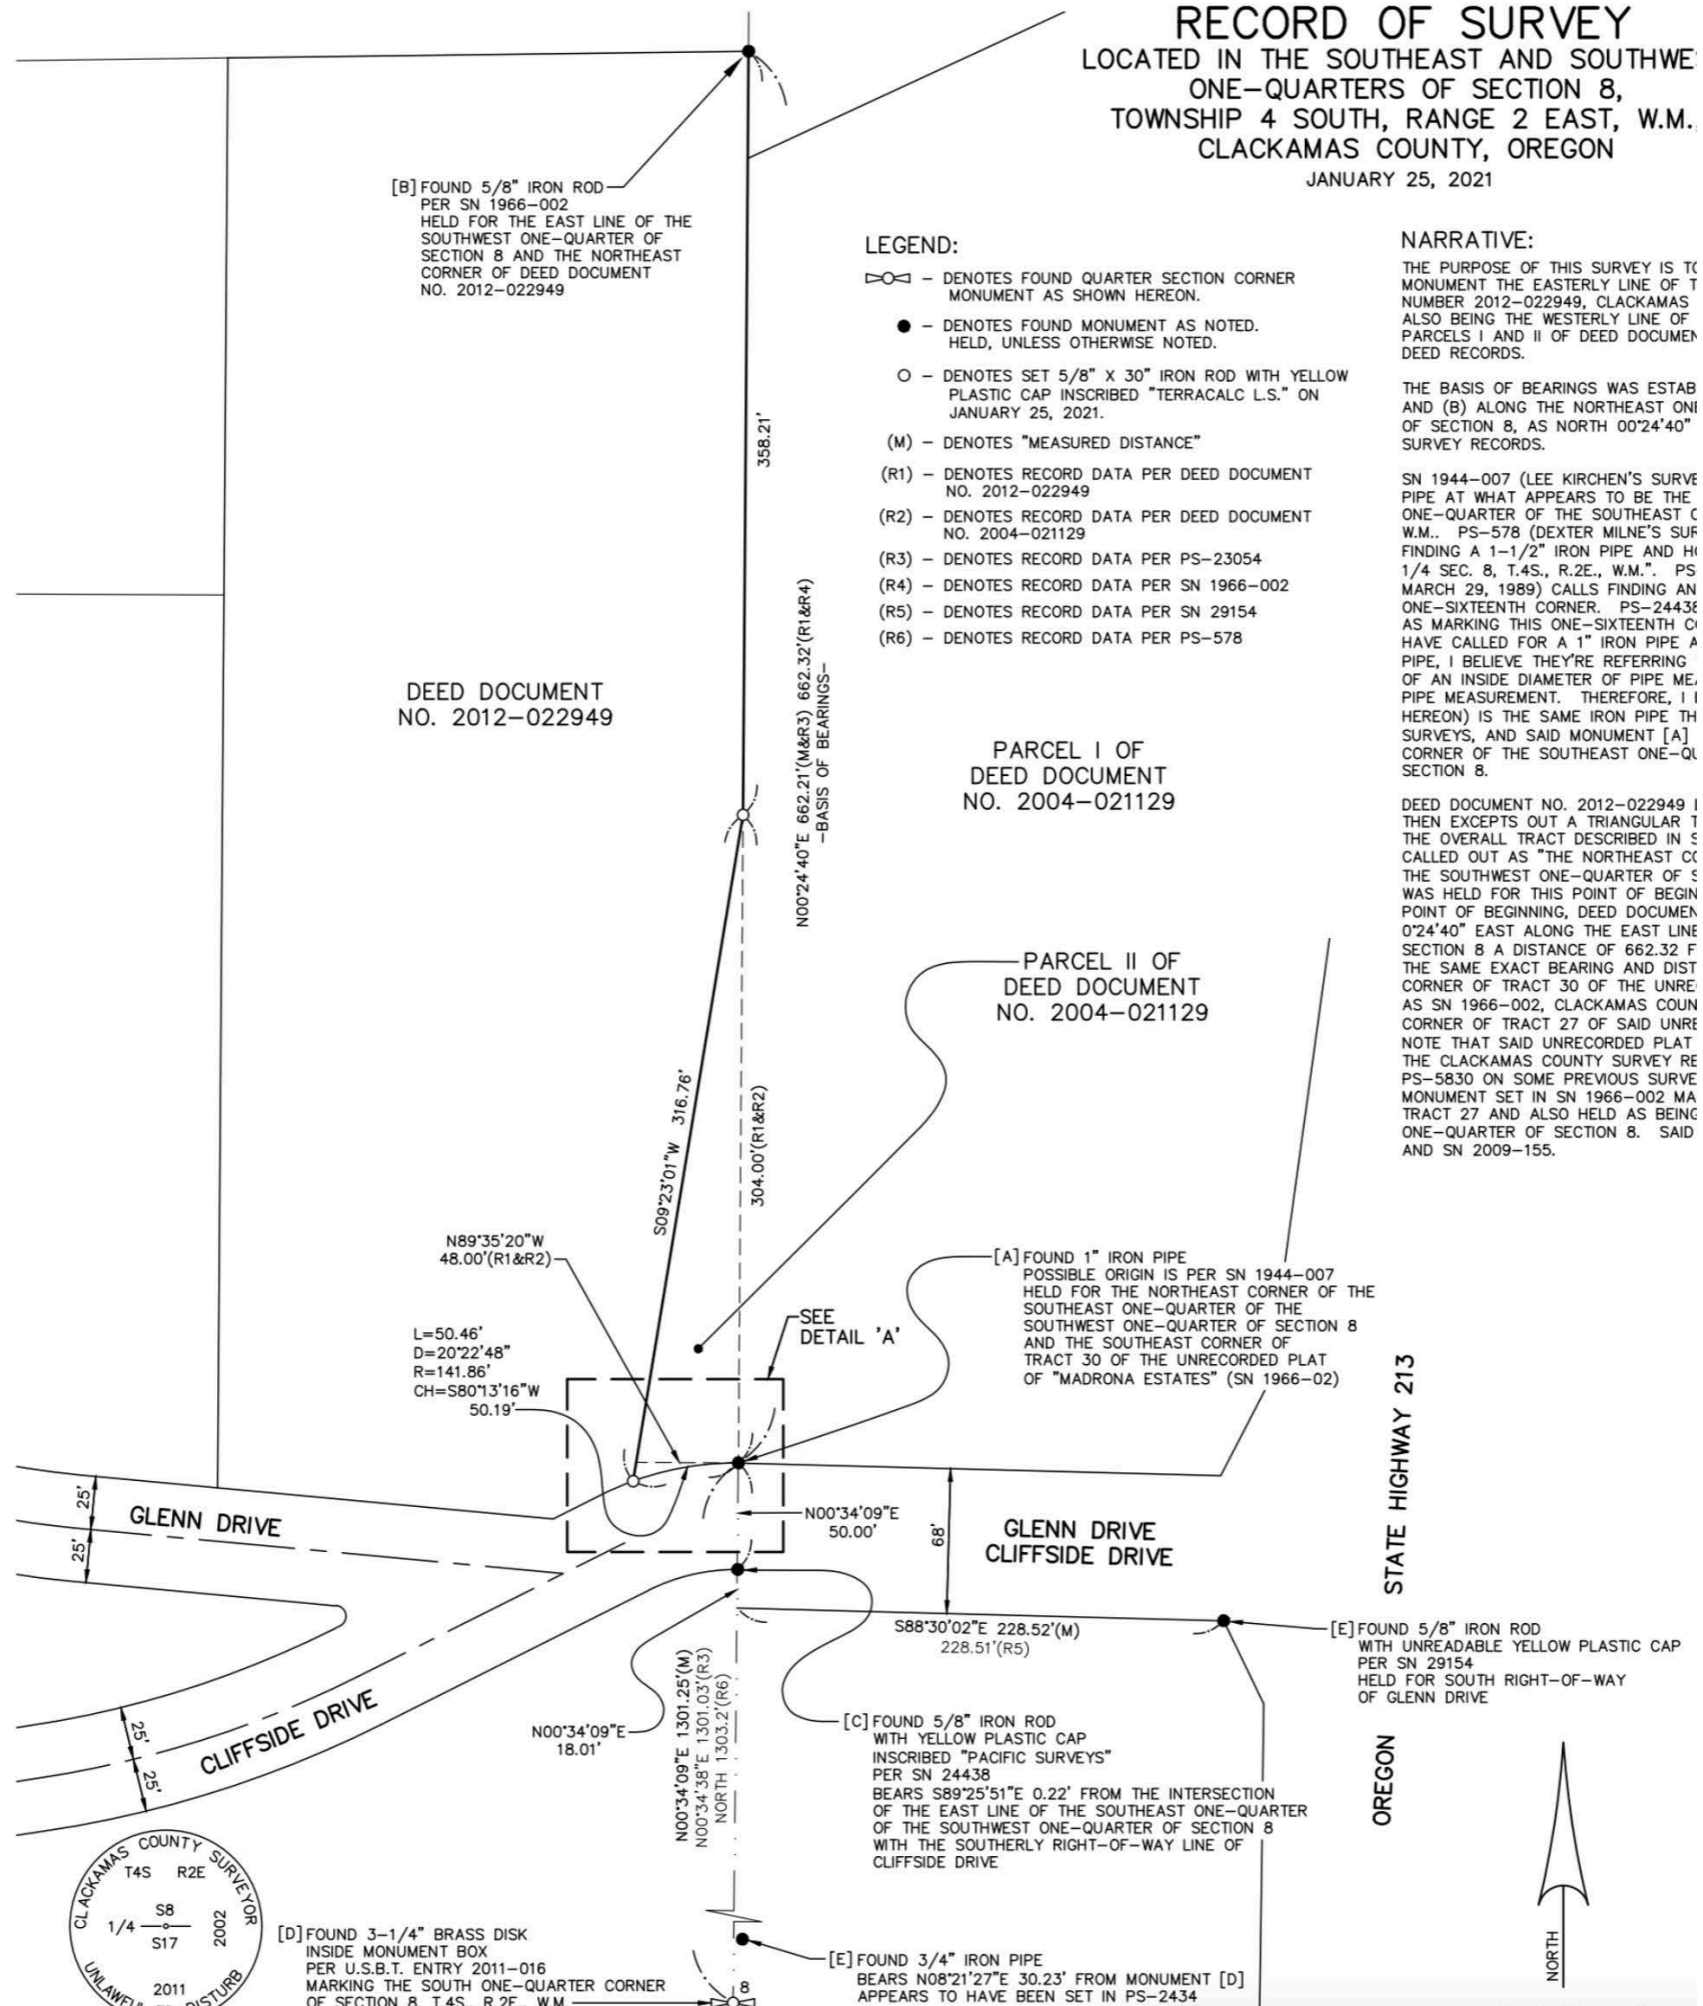 RECORD OF SURVEY
LOCATED IN THE SOUTHEAST AND
ONE-QUARTERS OF SECTION 8,
TOWNSHIP 4 SOUTH, RANGE 2 EAST, W.M.,
CLACKAMAS COUNTY, OREGON
JANUARY 25, 2021
[B] FOUND 5/8" IRON ROD
PER SN 1966-002
HELD FOR THE EAST LINE OF THE
SOUTHWEST ONE-QUARTER OF
SECTION 8 AND THE NORTHEAST
CORNER OF DEED DOCUMENT
NO. 2012-022949
LEGEND:
- DENOTES FOUND QUARTER SECTION CORNER
MONUMENT AS SHOWN HEREON.
- DENOTES FOUND MONUMENT AS NOTED.
HELD, UNLESS OTHERWISE NOTED.
- DENOTES SET 5/8" X 30" IRON ROD WITH YELLOW
PLASTIC CAP INSCRIBED "TERRACALC L.S." ON
JANUARY 25, 2021.
(M) - DENOTES "MEASURED DISTANCE"
(R1) - DENOTES RECORD DATA PER DEED DOCUMENT
NO. 2012-022949
(R2) - DENOTES RECORD DATA PER DEED DOCUMENT
NO. 2004-021129
(R3) - DENOTES RECORD DATA PER PS-23054
(R4) - DENOTES RECORD DATA PER SN 1966-002
(R5) - DENOTES RECORD DATA PER SN 29154
(R6) - DENOTES RECORD DATA PER PS-578
NARRATIVE:
THE PURPOSE OF THIS SURVEY IS
MONUMENT THE EASTERLY LINE OF
NUMBER 2012-022949, CLACKAMAS
ALSO BEING THE WESTERLY LINE OF
PARCELS I AND II OF DEED
DEED RECORDS.
THE BASIS OF BEARINGS WAS
AND (B) ALONG THE NORTHEAST
OF SECTION 8, AS NORTH 00°24'40"
SURVEY RECORDS.
SN 1944-007 (LEE KIRCHEN'S
PIPE AT WHAT APPEARS TO BE THE
ONE-QUARTER OF THE SOUTHEAST
W.M.. PS-578 (DEXTER MILNE'S
FINDING A 1-1/2" IRON PIPE AND
1/4 SEC. 8, T.4S., R.2E., W.M.".
MARCH 29, 1989) CALLS FINDING AN
ONE-SIXTEENTH CORNER. PS-24438
AS MARKING THIS ONE-SIXTEENTH
HAVE CALLED FOR A 1" IRON PIPE
PIPE, I BELIEVE THEY'RE REFERRING
OF AN INSIDE DIAMETER OF PIPE
PIPE MEASUREMENT. THEREFORE, I
HEREON) IS THE SAME IRON PIPE
SURVEYS, AND SAID MONUMENT [A]
CORNER OF THE SOUTHEAST
SECTION 8.
DEED DOCUMENT NO. 2012-022949
THEN EXCEPTS OUT A TRIANGULAR
THE OVERALL TRACT DESCRIBED IN
CALLED OUT AS "THE NORTHEAST
THE SOUTHWEST ONE-QUARTER OF
WAS HELD FOR THIS POINT OF
POINT OF BEGINNING, DEED
0°24'40" EAST ALONG THE EAST LINE
SECTION 8 A DISTANCE OF 662.32
THE SAME EXACT BEARING AND
CORNER OF TRACT 30 OF THE
AS SN 1966-002, CLACKAMAS
CORNER OF TRACT 27 OF SAID
NOTE THAT SAID UNRECORDED PLAT
THE CLACKAMAS COUNTY SURVEY
PS-5830 ON SOME PREVIOUS
MONUMENT SET IN SN 1966-002
TRACT 27 AND ALSO HELD AS BEING
ONE-QUARTER OF SECTION 8. SAID
AND SN 2009-155.
358.21'
N00°24'40"E 662.21'(M&R3) 662.32'(R1&R4)
-BASIS OF BEARINGS-
DEED DOCUMENT
NO. 2012-022949
PARCEL I OF
DEED DOCUMENT
NO. 2004-021129
PARCEL II OF
DEED DOCUMENT
NO. 2004-021129
S09°23'01"W 316.76'
304.00'(R1&R2)
N89°35'20"W
48.00'(R1&R2)
L=50.46'
D=20°22'48"
R=141.86'
CH=S80°13'16"W
50.19'
SEE
DETAIL 'A'
[A] FOUND 1" IRON PIPE
POSSIBLE ORIGIN IS PER SN 1944-007
HELD FOR THE NORTHEAST CORNER OF THE
SOUTHEAST ONE-QUARTER OF THE
SOUTHWEST ONE-QUARTER OF SECTION 8
AND THE SOUTHEAST CORNER OF
TRACT 30 OF THE UNRECORDED PLAT
OF "MADRONA ESTATES" (SN 1966-02)
25'
25'
GLENN DRIVE
N00°34'09"E
50.00'
68'
GLENN DRIVE
CLIFFSIDE DRIVE
OREGON STATE HIGHWAY 213
S88°30'02"E 228.52'(M)
228.51'(R5)
[E] FOUND 5/8" IRON ROD
WITH UNREADABLE YELLOW PLASTIC CAP
PER SN 29154
HELD FOR SOUTH RIGHT-OF-WAY
OF GLENN DRIVE
25'
25'
CLIFFSIDE DRIVE
N00°34'09"E
18.01'
N00°34'09"E 1301.25'(M)
N00°34'38"E 1301.03'(R3)
NORTH 1303.2'(R6)
[C] FOUND 5/8" IRON ROD
WITH YELLOW PLASTIC CAP
INSCRIBED "PACIFIC SURVEYS"
PER SN 24438
BEARS S89°25'51"E 0.22' FROM THE INTERSECTION
OF THE EAST LINE OF THE SOUTHEAST ONE-QUARTER
OF THE SOUTHWEST ONE-QUARTER OF SECTION 8
WITH THE SOUTHERLY RIGHT-OF-WAY LINE OF
CLIFFSIDE DRIVE
CLACKAMAS COUNTY SURVEYOR
T4S R2E
S8
1/4
S17
2002
2011
DISTURB
[D] FOUND 3-1/4" BRASS DISK
INSIDE MONUMENT BOX
PER U.S.B.T. ENTRY 2011-016
MARKING THE SOUTH ONE-QUARTER CORNER
OF SECTION 8, T.4S., R.2E., W.M.
8
[E] FOUND 3/4" IRON PIPE
BEARS N08°21'27"E 30.23' FROM MONUMENT [D]
APPEARS TO HAVE BEEN SET IN PS-2434
NORTH